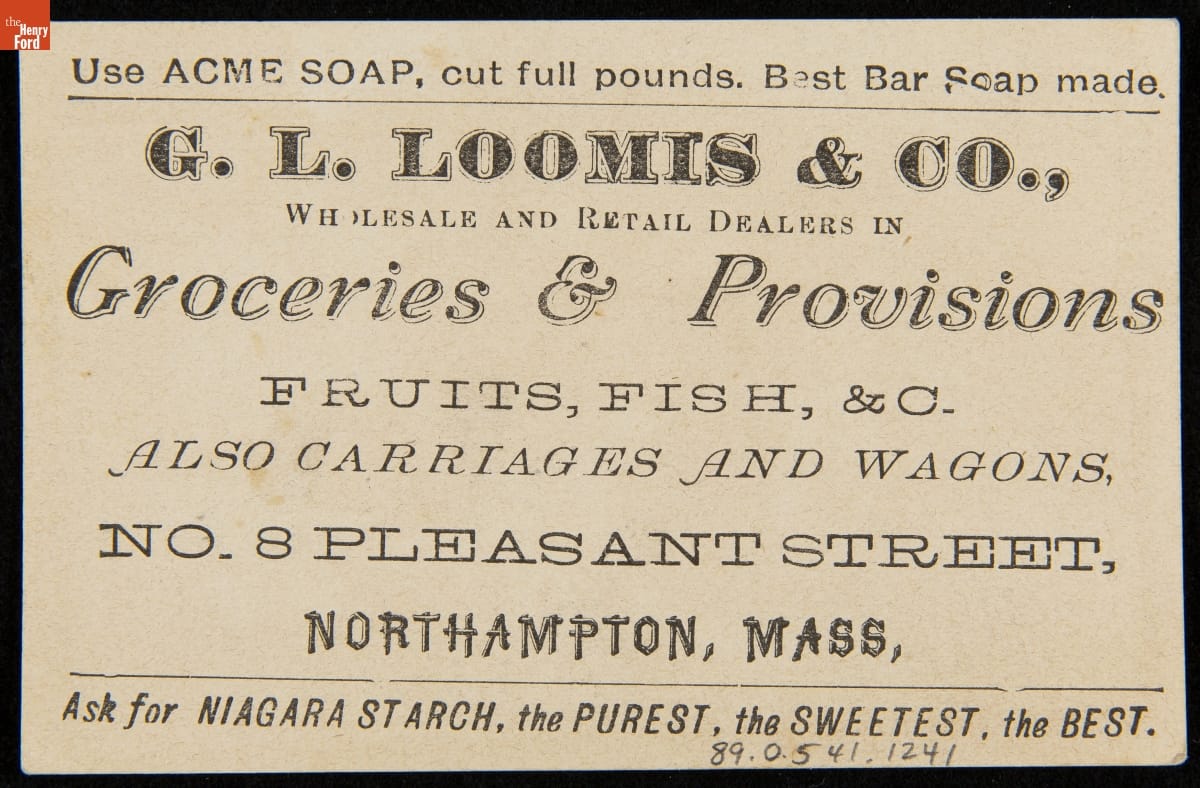 the
Henry
Ford
Use ACME SOAP, cut full pounds. Best Bar Soap made.
G. L. LOOMIS & CO.,
WHOLESALE AND RETAIL DEALERS IN
Groceries & Provisions
FRUITS, FISH, &C.
ALSO CARRIAGES AND WAGONS,
NO. 8 PLEASANT STREET,
NORTHAMPTON, MASS,
Ask for NIAGARA STARCH, the PUREST, the SWEETEST, the BEST.
89.0.541.1241